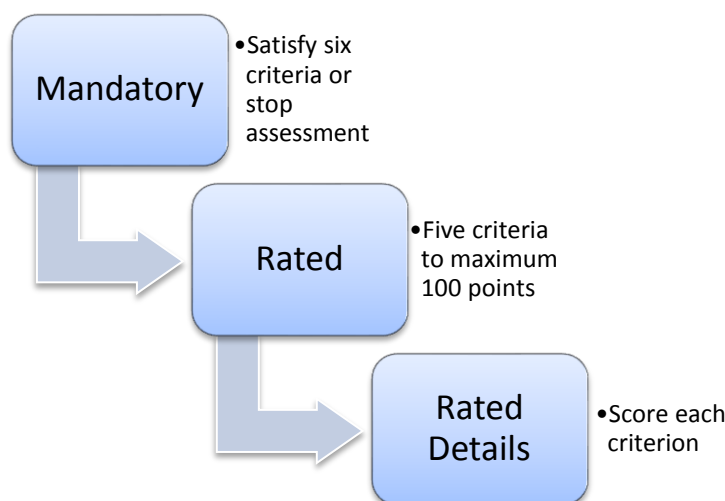 Mandatory
•Satisfy six
criteria or
stop
assessment
Rated
•Five criteria
to maximum
100 points
Rated
Details
•Score each
criterion